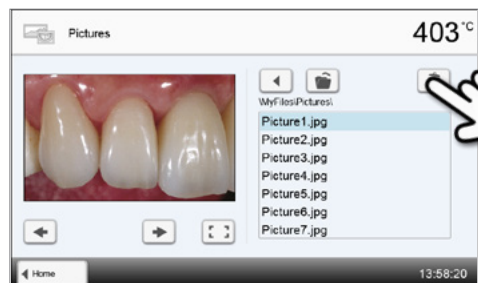 Pictures
403 °C
\MyFiles\Pictures\
Picture1.jpg
Picture2.jpg
Picture3.jpg
Picture4.jpg
Picture5.jpg
Picture6.jpg
Picture7.jpg
Home
13:58:20